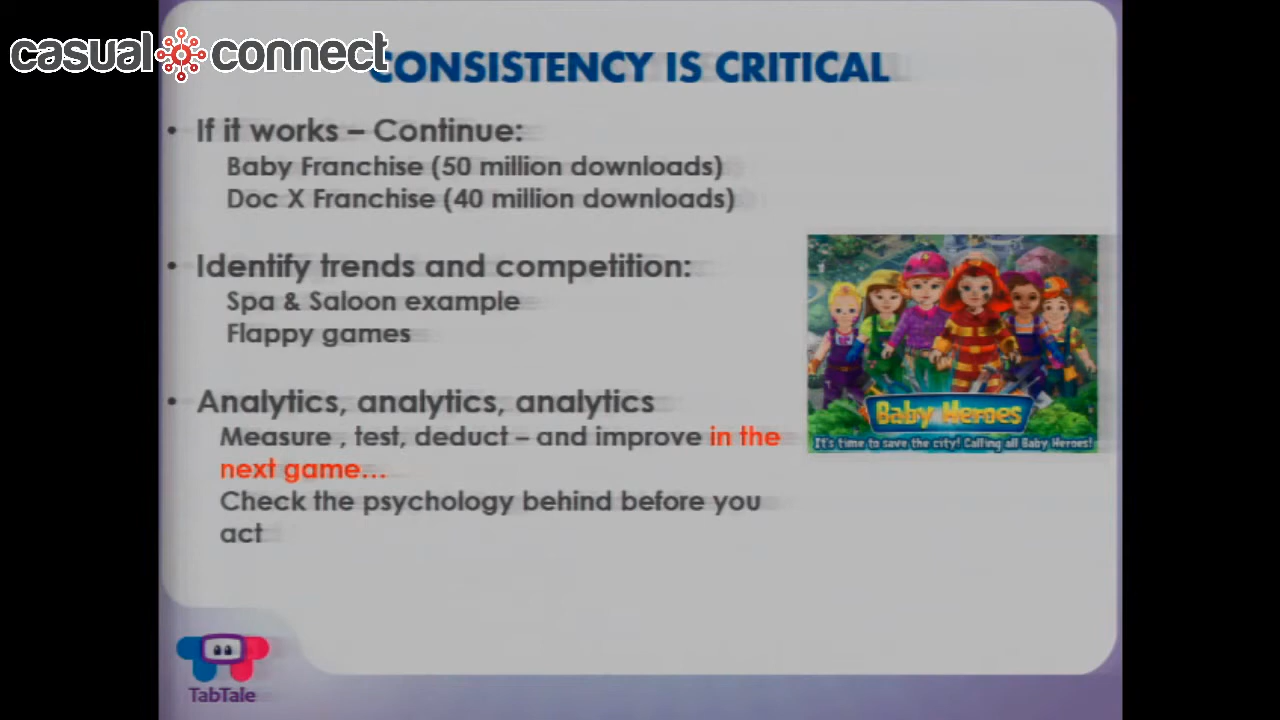 casual connect
CONSISTENCY IS CRITICAL
• If it works – Continue:
Baby Franchise (50 million downloads)
Doc X Franchise (40 million downloads)
• Identify trends and competition:
Spa & Saloon example
Flappy games
• Analytics, analytics, analytics
Measure , test, deduct – and improve in the
next game...
Check the psychology behind before you
act
Baby Heroes
It's time to save the city! Calling all Baby Heroes!
TabTale